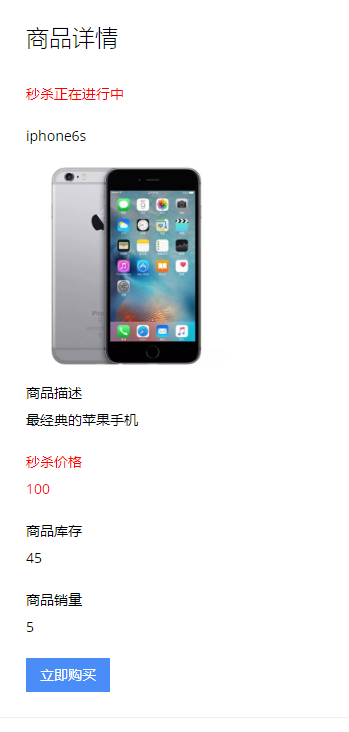 商品详情
秒杀正在进行中
iphone6s
商品描述
最经典的苹果手机
秒杀价格
100
商品库存
45
商品销量
5
立即购买